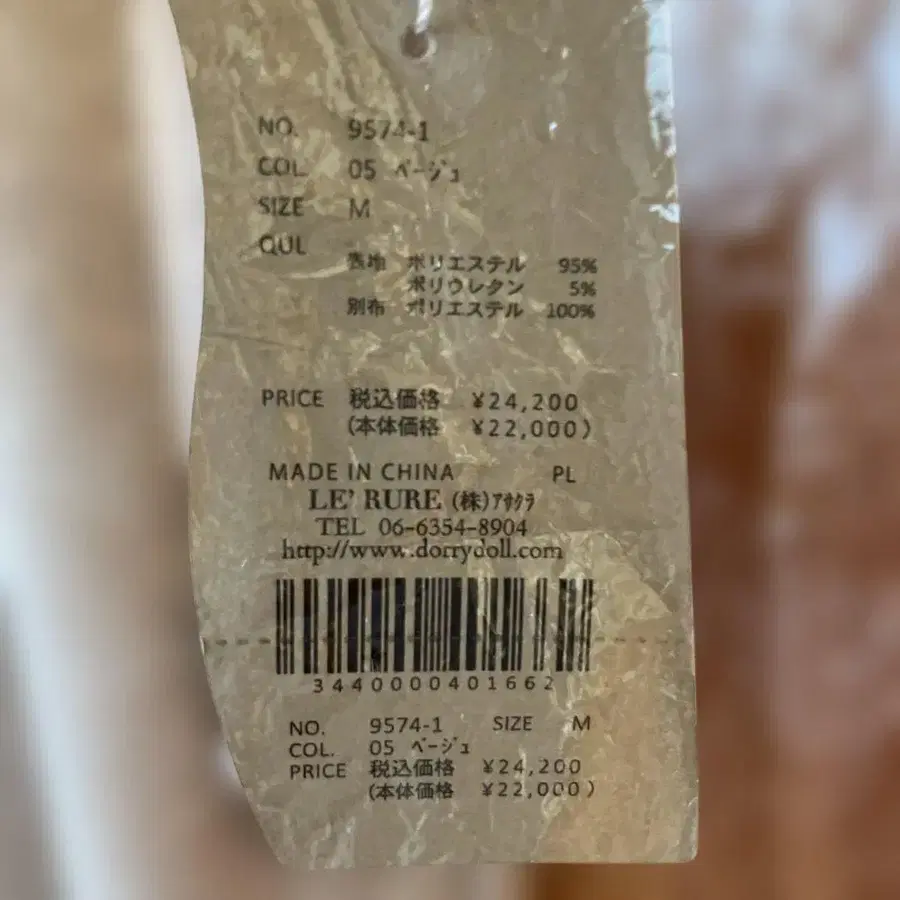 NO. 9574-1
COL. 05 ベージュ
SIZE M
QUL
表地 ポリエステル 95%
ポリウレタン 5%
別布 ポリエステル 100%
PRICE 税込価格 ¥24,200
(本体価格 ¥22,000)
MADE IN CHINA PL
LE' RURE (株)アサクラ
TEL 06-6354-8904
http://www.dorrydoll.com
3440000401662
NO. 9574-1 SIZE M
COL. 05 ベージュ
PRICE 税込価格 ¥24,200
(本体価格 ¥22,000)